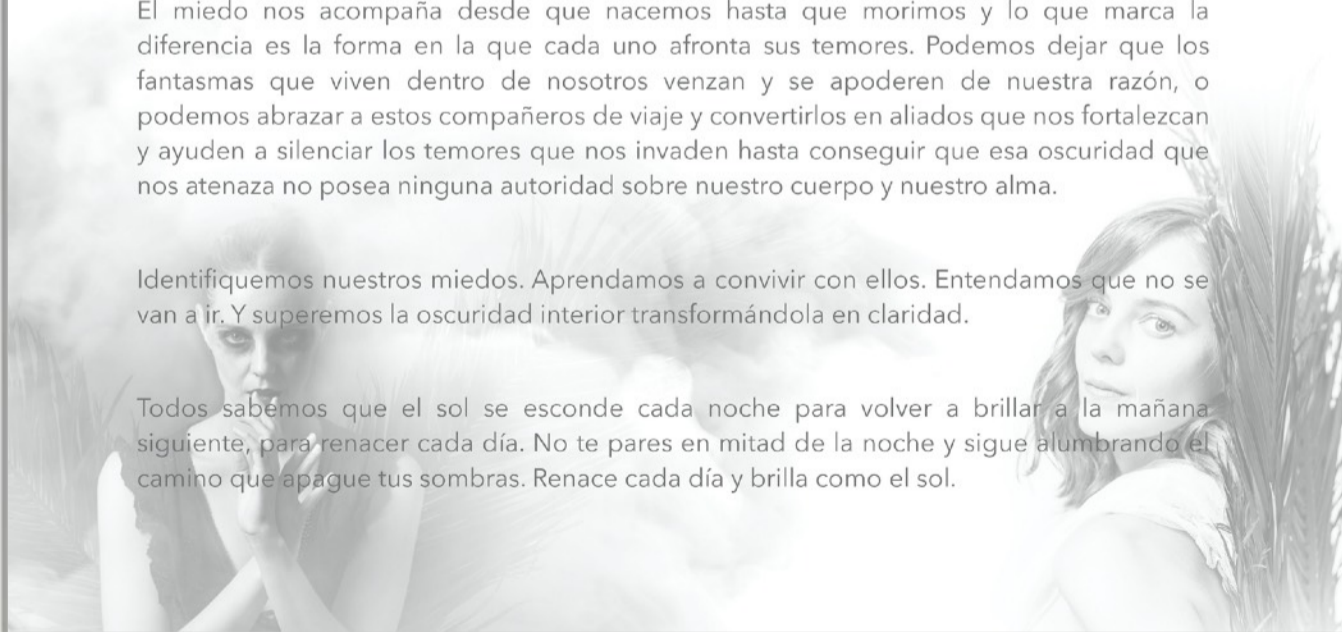 El miedo nos acompaña desde que nacemos hasta que morimos y lo que marca la
diferencia es la forma en la que cada uno afronta sus temores. Podemos dejar que los
fantasmas que viven dentro de nosotros venzan y se apoderen de nuestra razón, o
podemos abrazar a estos compañeros de viaje y convertirlos en aliados que nos fortalezcan
y ayuden a silenciar los temores que nos invaden hasta conseguir que esa oscuridad que
nos atenaza no posea ninguna autoridad sobre nuestro cuerpo y nuestro alma.
Identifiquemos nuestros miedos. Aprendamos a convivir con ellos. Entendamos que no se
van a ir. Y superemos la oscuridad interior transformándola en claridad.
Todos sabemos que el sol se esconde cada noche para volver a brillar a la mañana
siguiente, para renacer cada día. No te pares en mitad de la noche y sigue alumbrando el
camino que apague tus sombras. Renace cada día y brilla como el sol.